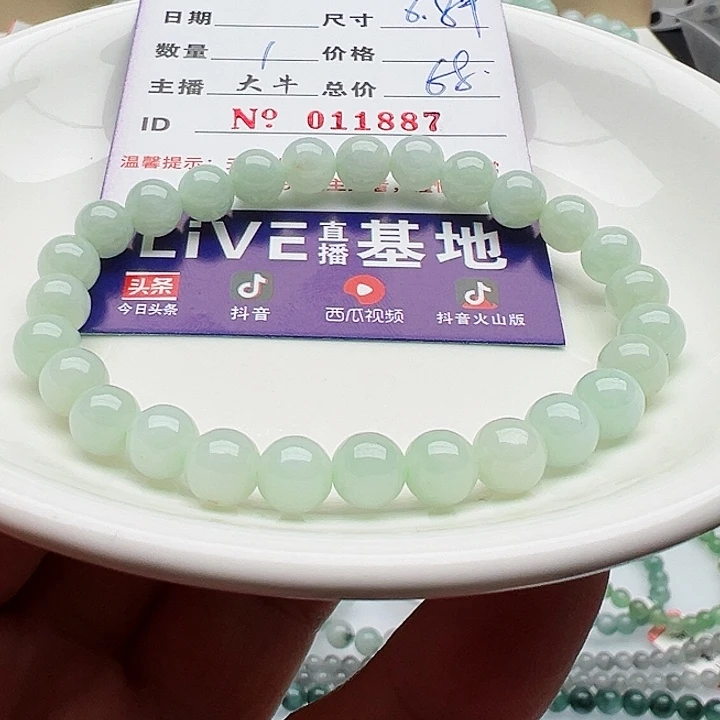 日期 尺寸 6.8
数量 1 价格
主播 大牛 总价 68.
ID Nº 011887
温馨提示:
LiVE 直播 基地
头条
今日头条 抖音 西瓜视频 抖音火山版